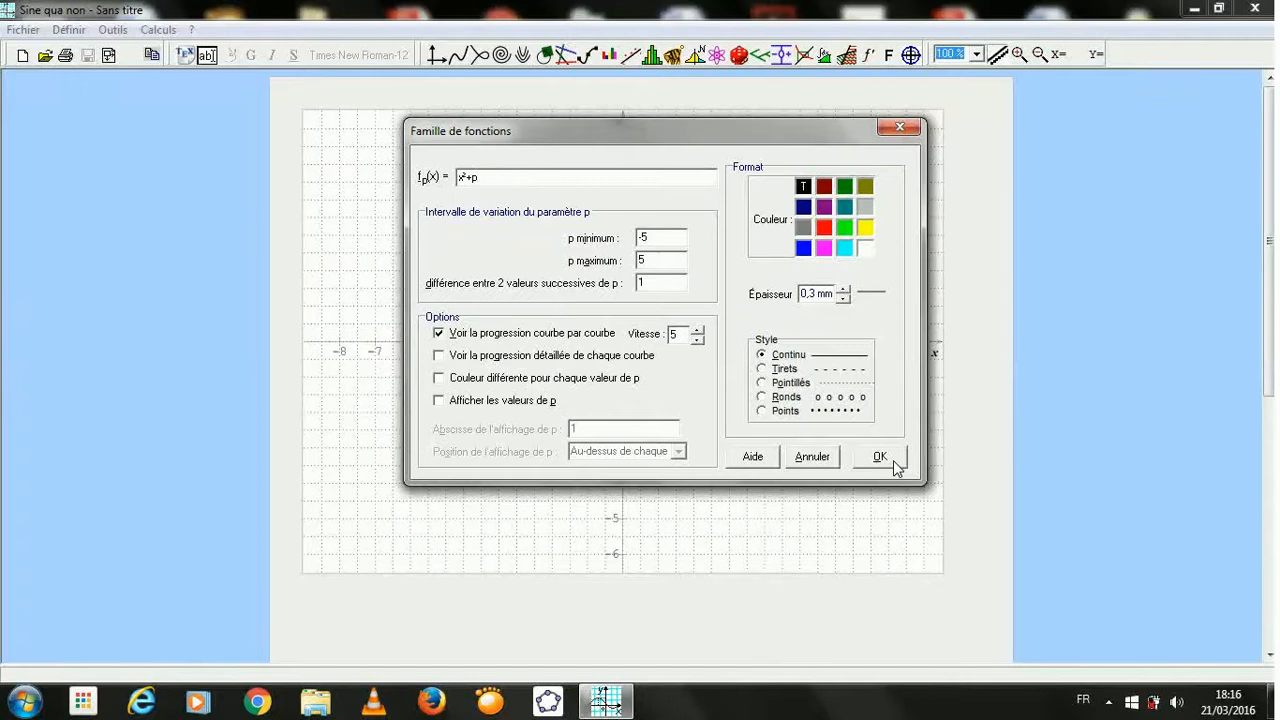 Sine qua non - Sans titre
Fichier Définir Outils Calculs ?
TEX abI G I S Times New Roman-12 F 100 % X= Y=
Famille de fonctions
fp(x) = x²+p
Intervalle de variation du paramètre p
p minimum : -5
p maximum : 5
différence entre 2 valeurs successives de p : 1
Options
Voir la progression courbe par courbe Vitesse : 5
Voir la progression détaillée de chaque courbe
Couleur différente pour chaque valeur de p
Afficher les valeurs de p
Abscisse de l'affichage de p : 1
Position de l'affichage de p : Au-dessus de chaque
Format
T
Couleur :
Épaisseur 0,3 mm
Style
Continu
Tirets
Pointillés
Ronds
Points
Aide Annuler OK
-8 -7 x
-5
-6
FR 18:16
21/03/2016